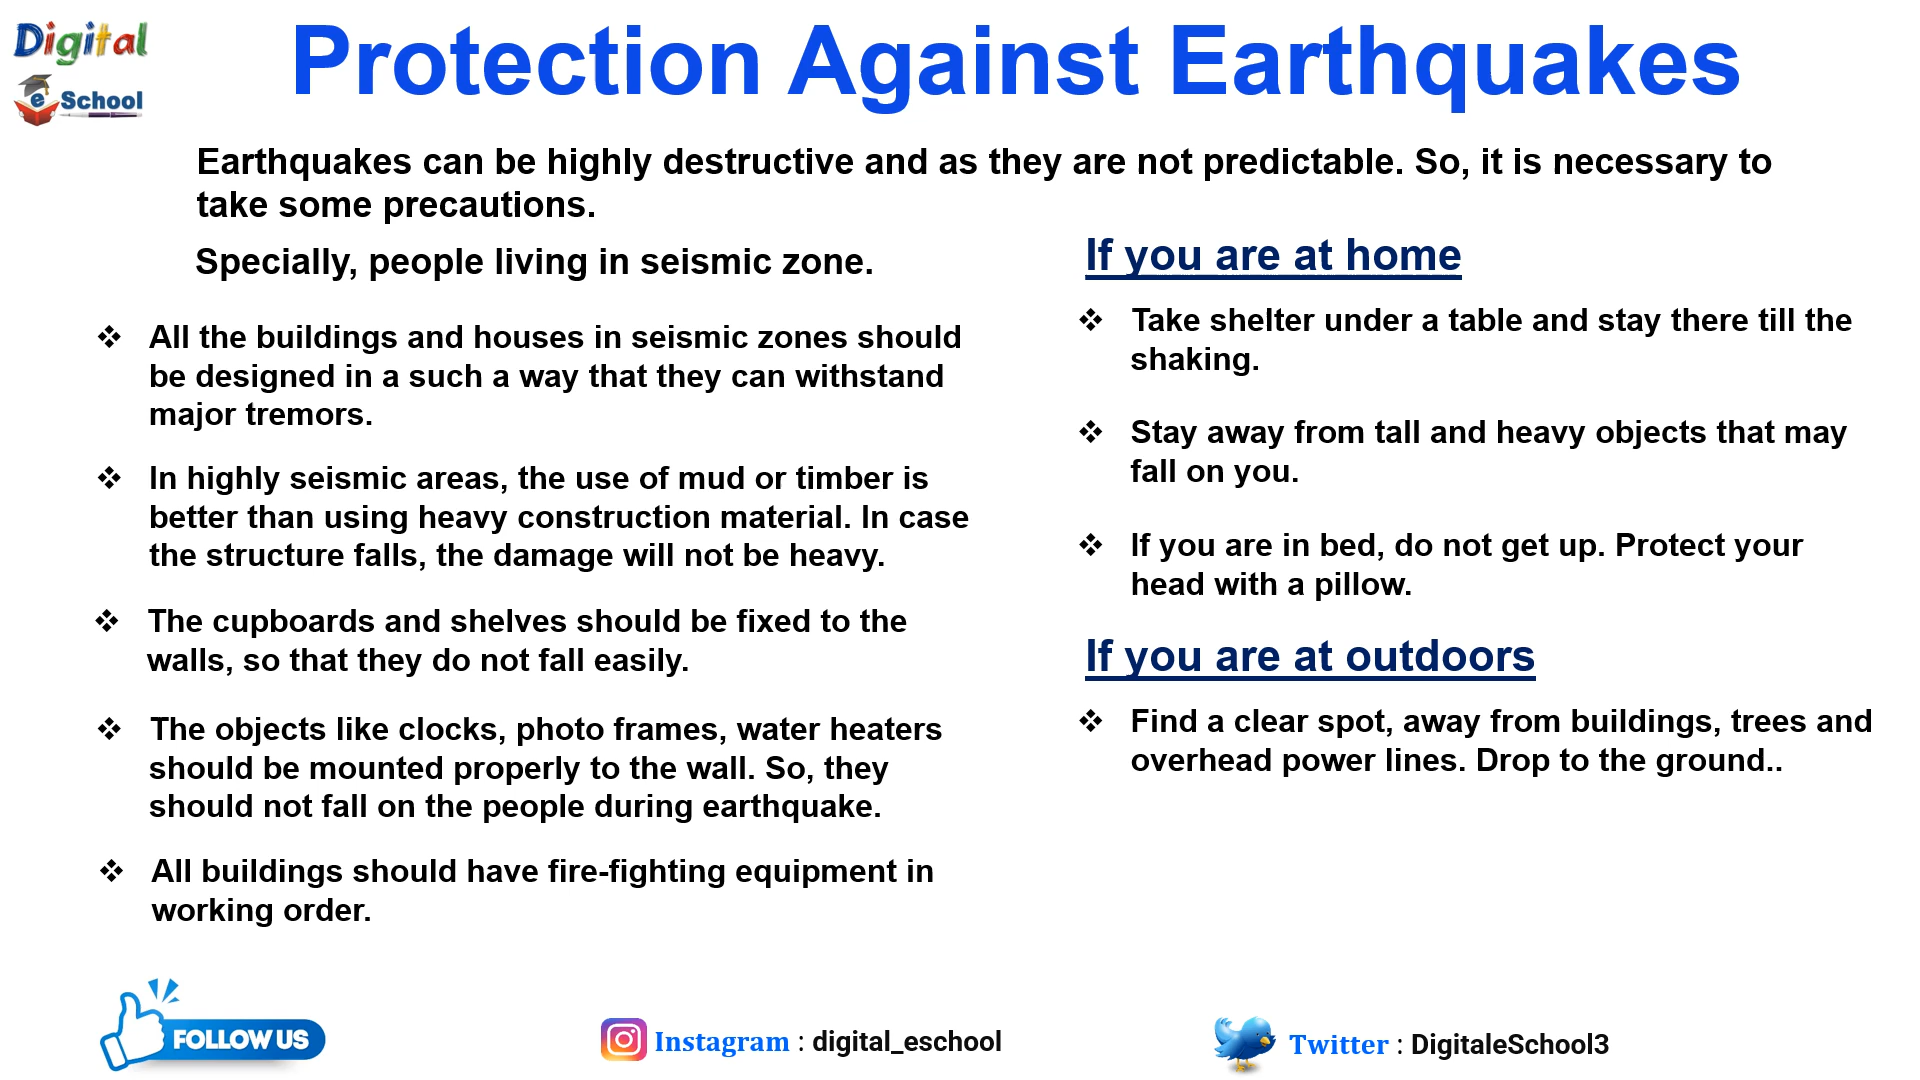 Digital
e School
Protection Against Earthquakes
Earthquakes can be highly destructive and as they are not predictable. So, it is necessary to
take some precautions.
Specially, people living in seismic zone.
❖ All the buildings and houses in seismic zones should
be designed in a such a way that they can withstand
major tremors.
❖ In highly seismic areas, the use of mud or timber is
better than using heavy construction material. In case
the structure falls, the damage will not be heavy.
❖ The cupboards and shelves should be fixed to the
walls, so that they do not fall easily.
❖ The objects like clocks, photo frames, water heaters
should be mounted properly to the wall. So, they
should not fall on the people during earthquake.
❖ All buildings should have fire-fighting equipment in
working order.
If you are at home
❖ Take shelter under a table and stay there till the
shaking.
❖ Stay away from tall and heavy objects that may
fall on you.
❖ If you are in bed, do not get up. Protect your
head with a pillow.
If you are at outdoors
❖ Find a clear spot, away from buildings, trees and
overhead power lines. Drop to the ground..
FOLLOW US
Instagram : digital_eschool
Twitter : DigitaleSchool3